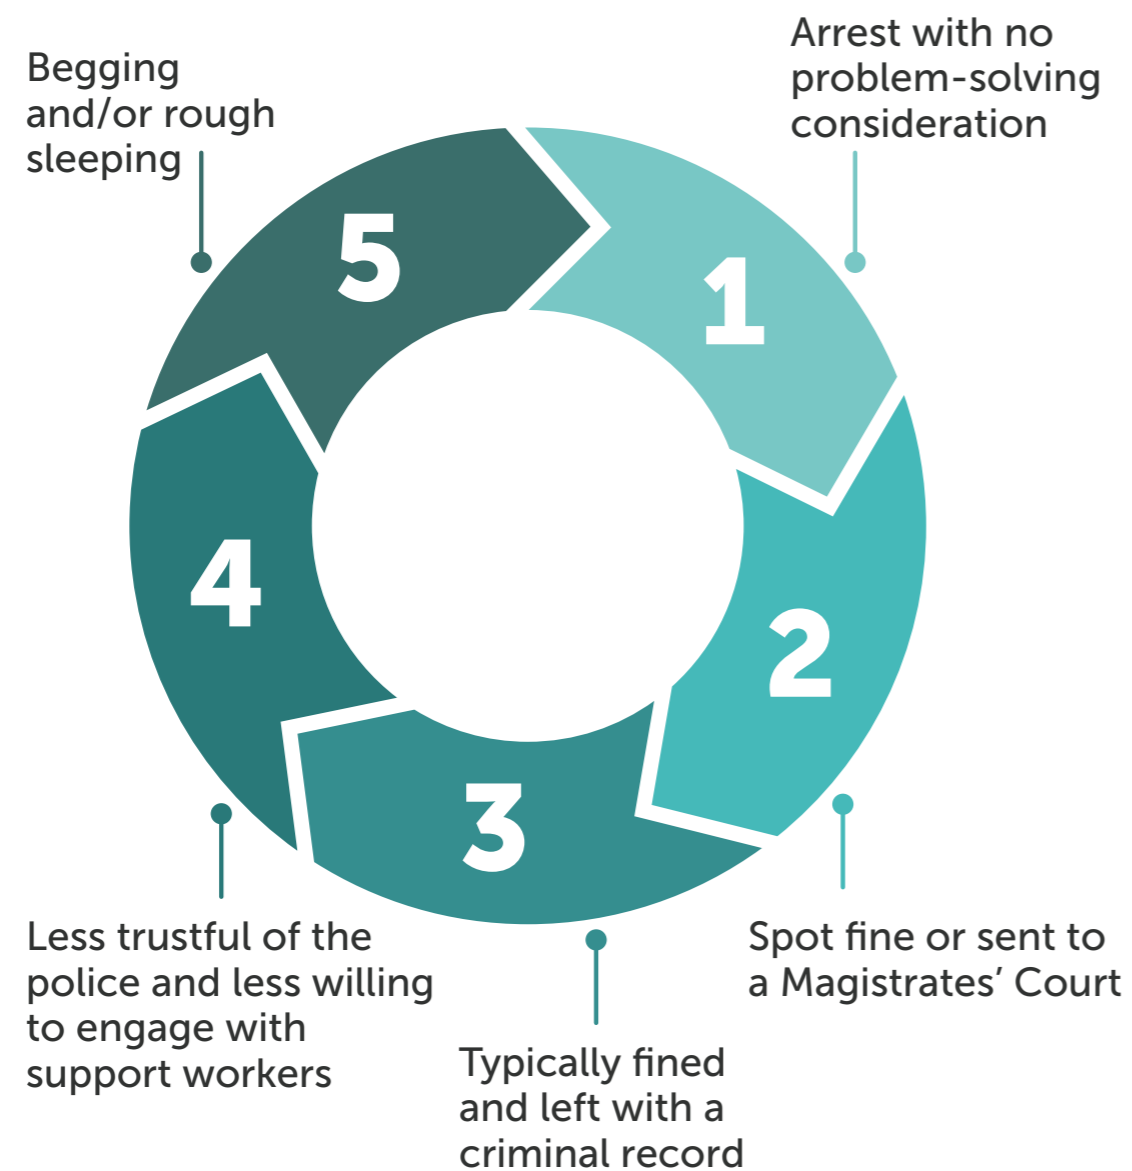 Arrest with no
problem-solving
consideration
1
Spot fine or sent to
a Magistrates’ Court
2
Typically fined
and left with a
criminal record
3
Less trustful of the
police and less willing
to engage with
support workers
4
Begging
and/or rough
sleeping
5